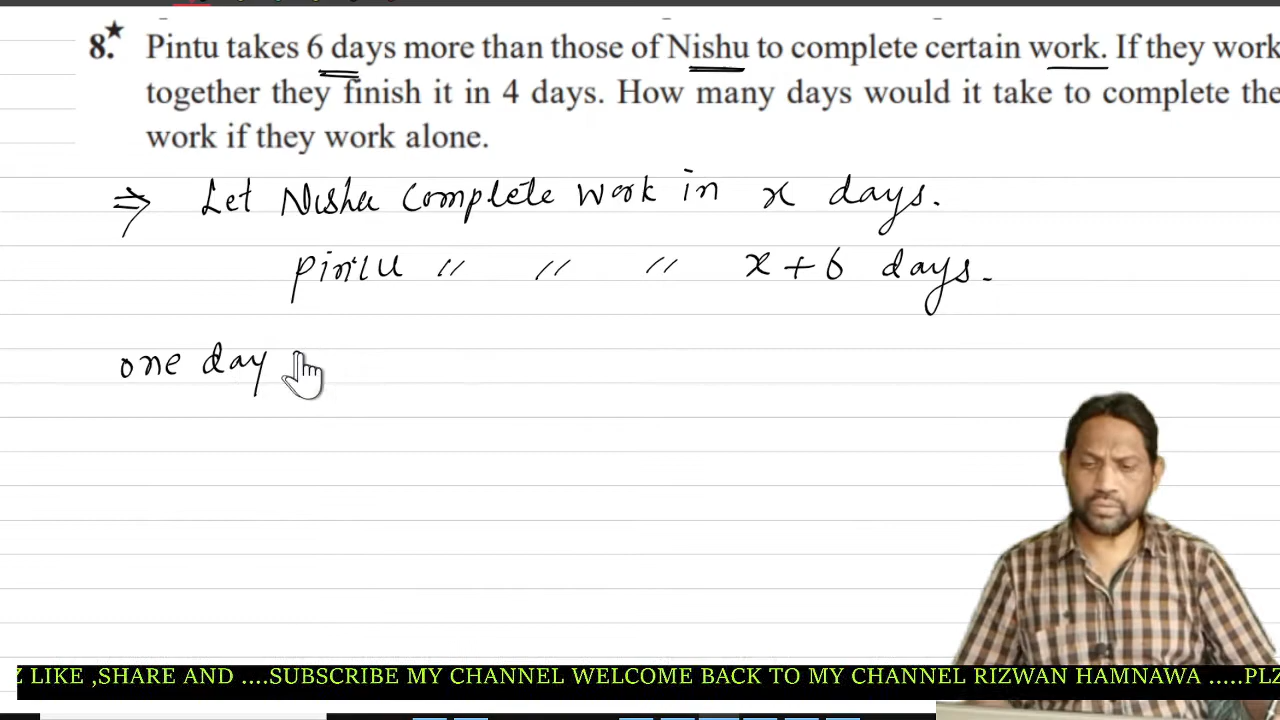 8.★ Pintu takes 6 days more than those of Nishu to complete certain work. If they work
together they finish it in 4 days. How many days would it take to complete the
work if they work alone.
⇒ Let Nishu Complete work in x days.
pintu " " " x + 6 days.
one day
Z LIKE ,SHARE AND ....SUBSCRIBE MY CHANNEL WELCOME BACK TO MY CHANNEL RIZWAN HAMNAWA .....PLZ